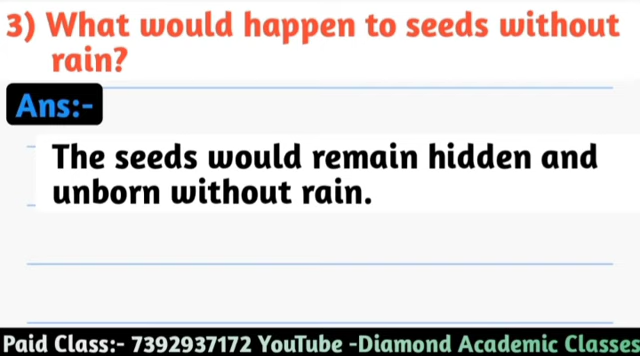 3) What would happen to seeds without
rain?
Ans:-
The seeds would remain hidden and
unborn without rain.
Paid Class:- 7392937172 YouTube -Diamond Academic Classes